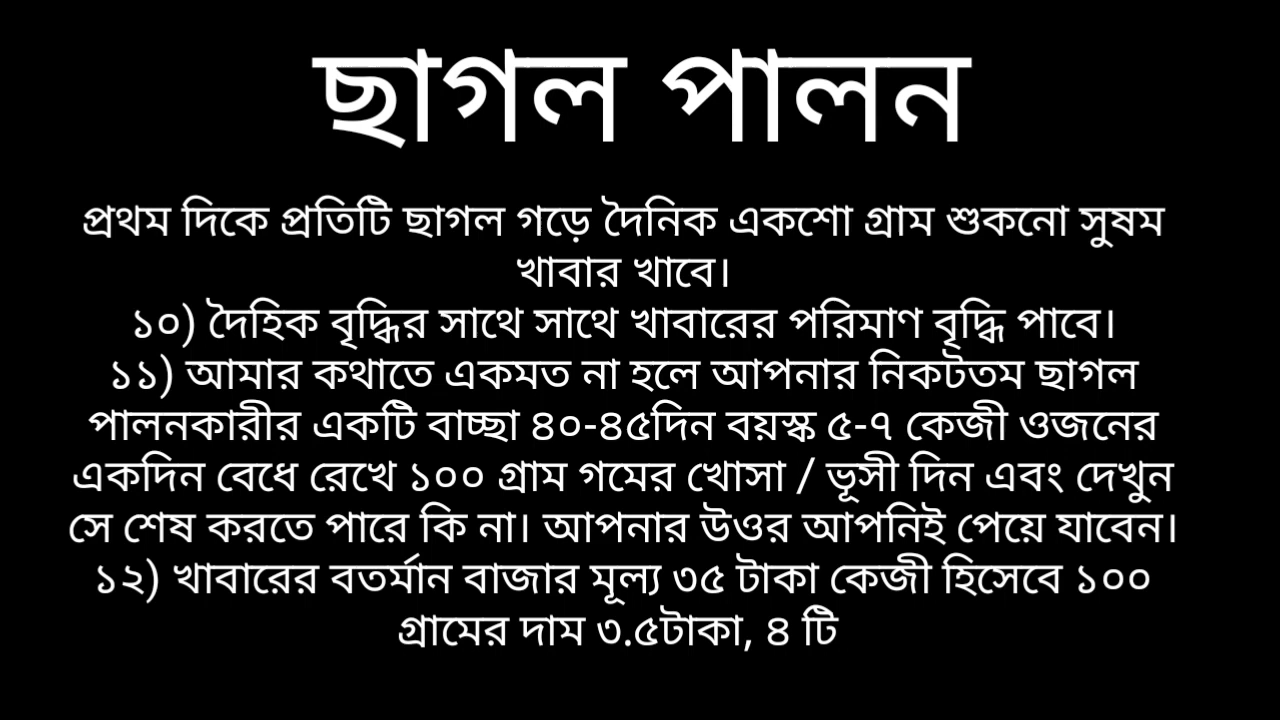 ছাগল পালন
প্রথম দিকে প্রতিটি ছাগল গড়ে দৈনিক একশো গ্রাম শুকনো সুষম
খাবার খাবে।
১০) দৈহিক বৃদ্ধির সাথে সাথে খাবারের পরিমাণ বৃদ্ধি পাবে।
১১) আমার কথাতে একমত না হলে আপনার নিকটতম ছাগল
পালনকারীর একটি বাচ্ছা ৪০-৪৫দিন বয়স্ক ৫-৭ কেজী ওজনের
একদিন বেধে রেখে ১০০ গ্রাম গমের খোসা / ভূসী দিন এবং দেখুন
সে শেষ করতে পারে কি না। আপনার উওর আপনিই পেয়ে যাবেন।
১২) খাবারের বতর্মান বাজার মূল্য ৩৫ টাকা কেজী হিসেবে ১০০
গ্রামের দাম ৩.৫টাকা, ৪ টি